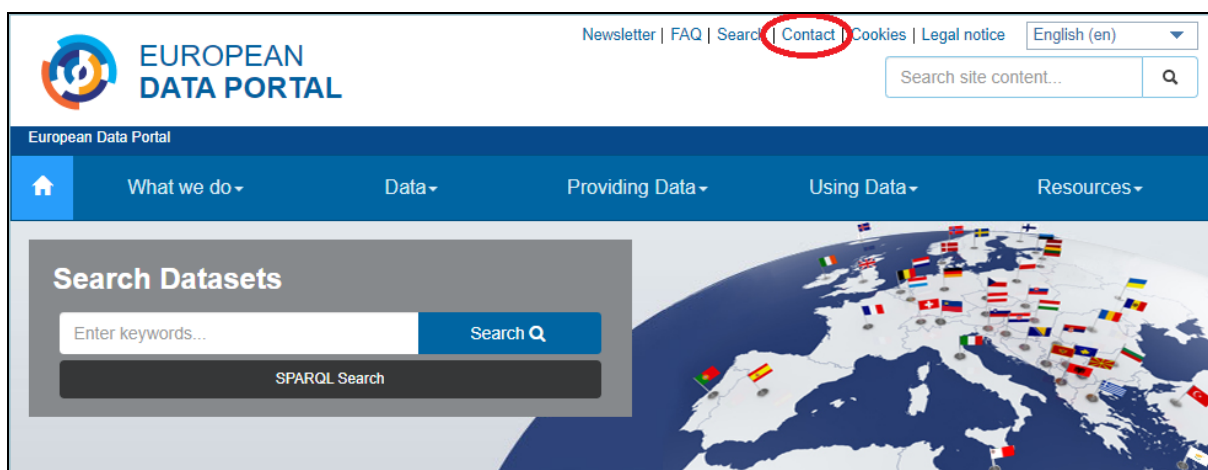 Newsletter | FAQ | Search | Contact | Cookies | Legal notice
English (en)
EUROPEAN
DATA PORTAL
Search site content...
European Data Portal
What we do
Data
Providing Data
Using Data
Resources
Search Datasets
Enter keywords...
Search
SPARQL Search